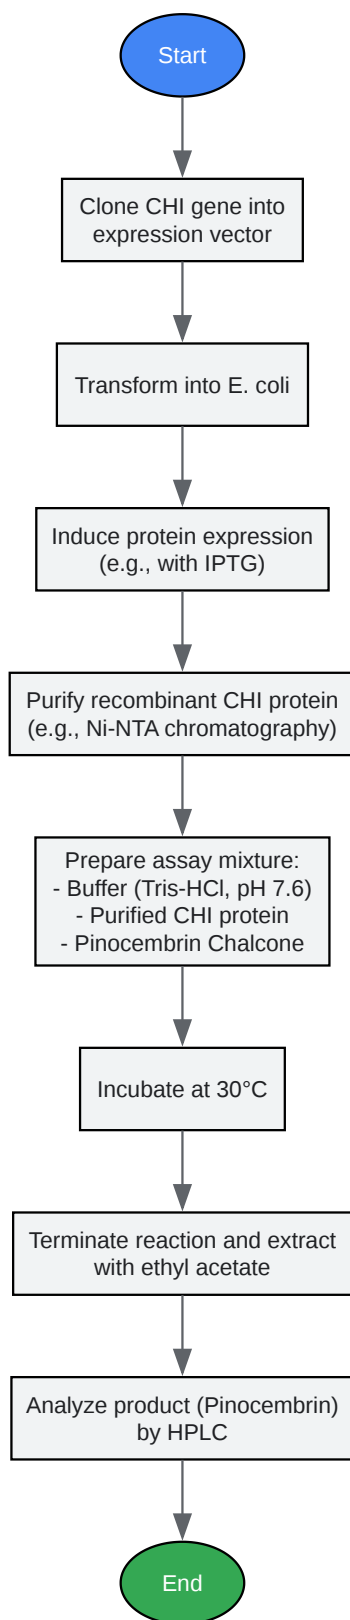 Start
Clone CHI gene into
expression vector
Transform into E. coli
Induce protein expression
(e.g., with IPTG)
Purify recombinant CHI protein
(e.g., Ni-NTA chromatography)
Prepare assay mixture:
- Buffer (Tris-HCl, pH 7.6)
- Purified CHI protein
- Pinocembrin Chalcone
Incubate at 30°C
Terminate reaction and extract
with ethyl acetate
Analyze product (Pinocembrin)
by HPLC
End